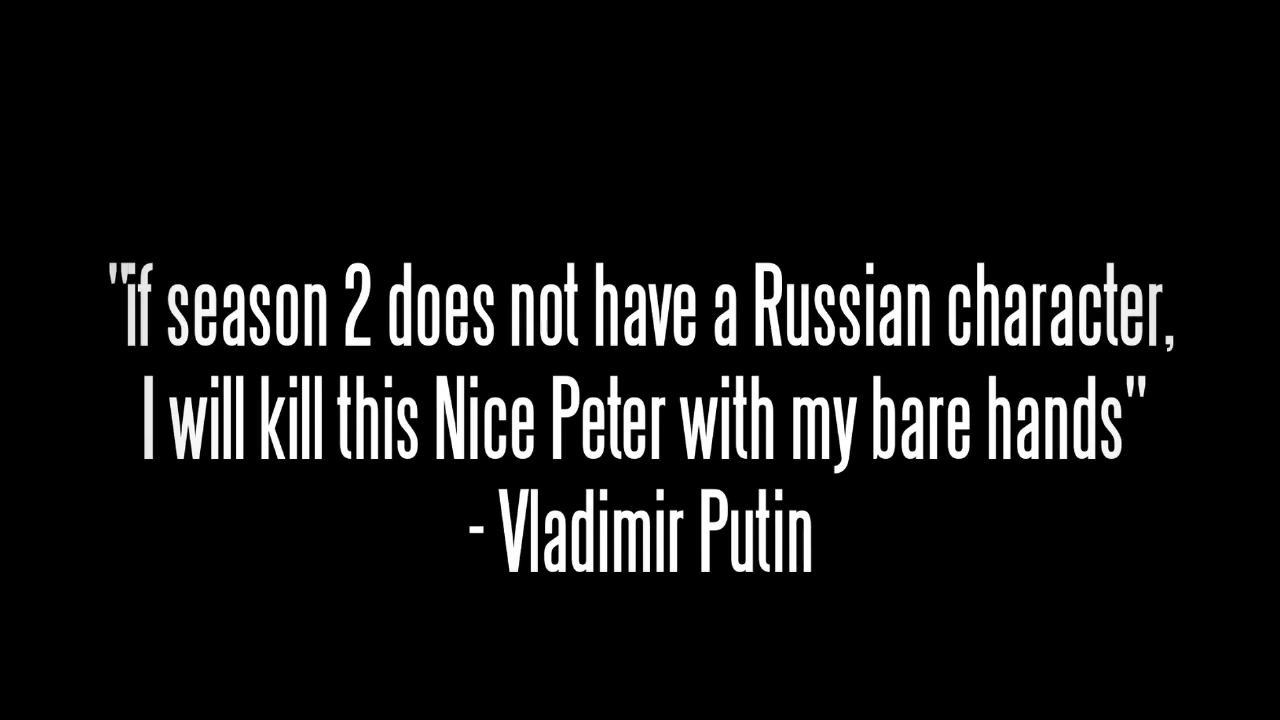 "if season 2 does not have a Russian character,
I will kill this Nice Peter with my bare hands"
- Vladimir Putin